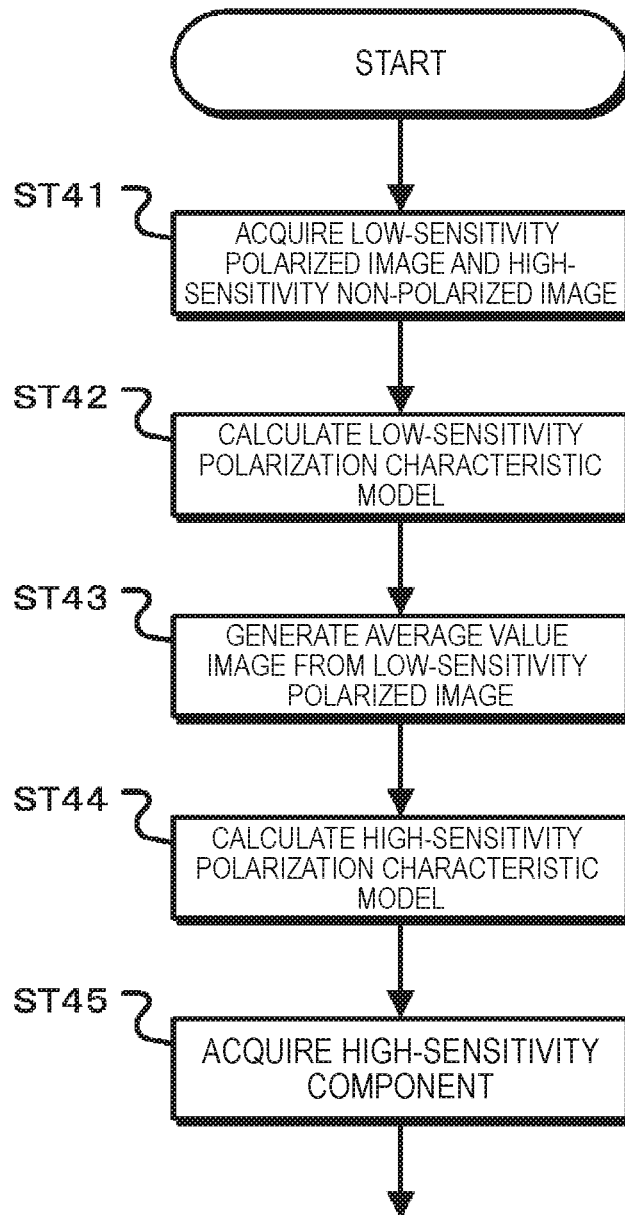 START
ST41
ACQUIRE LOW-SENSITIVITY
POLARIZED IMAGE AND HIGH-
SENSITIVITY NON-POLARIZED IMAGE
ST42
CALCULATE LOW-SENSITIVITY
POLARIZATION CHARACTERISTIC
MODEL
ST43
GENERATE AVERAGE VALUE
IMAGE FROM LOW-SENSITIVITY
POLARIZED IMAGE
ST44
CALCULATE HIGH-SENSITIVITY
POLARIZATION CHARACTERISTIC
MODEL
ST45
ACQUIRE HIGH-SENSITIVITY
COMPONENT